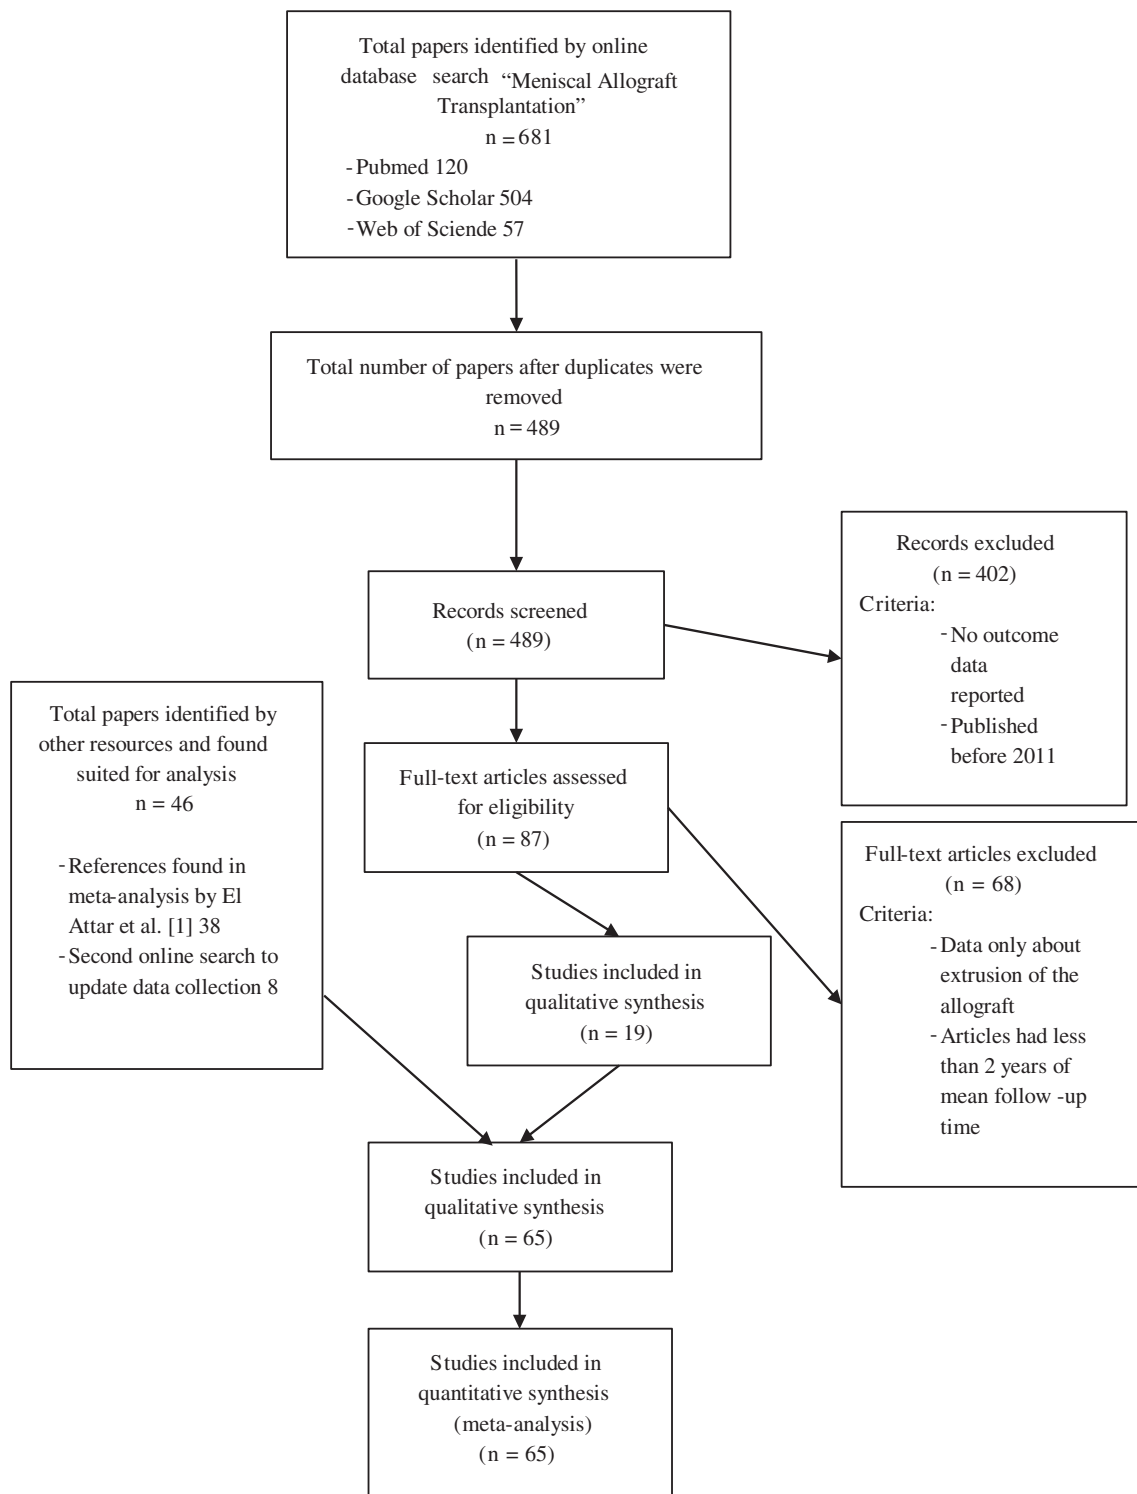 Total papers identified by online
database search “Meniscal Allograft
Transplantation”
n = 681
- Pubmed 120
- Google Scholar 504
- Web of Sciende 57
Total number of papers after duplicates were
removed
n = 489
Records screened
(n = 489)
Records excluded
(n = 402)
Criteria:
- No outcome
data
reported
- Published
before 2011
Total papers identified by
other resources and found
suited for analysis
n = 46
- References found in
meta-analysis by El
Attar et al. [1] 38
- Second online search to
update data collection 8
Full-text articles assessed
for eligibility
(n = 87)
Full-text articles excluded
(n = 68)
Criteria:
- Data only about
extrusion of the
allograft
- Articles had less
than 2 years of
mean follow -up
time
Studies included in
qualitative synthesis
(n = 19)
Studies included in
qualitative synthesis
(n = 65)
Studies included in
quantitative synthesis
(meta-analysis)
(n = 65)